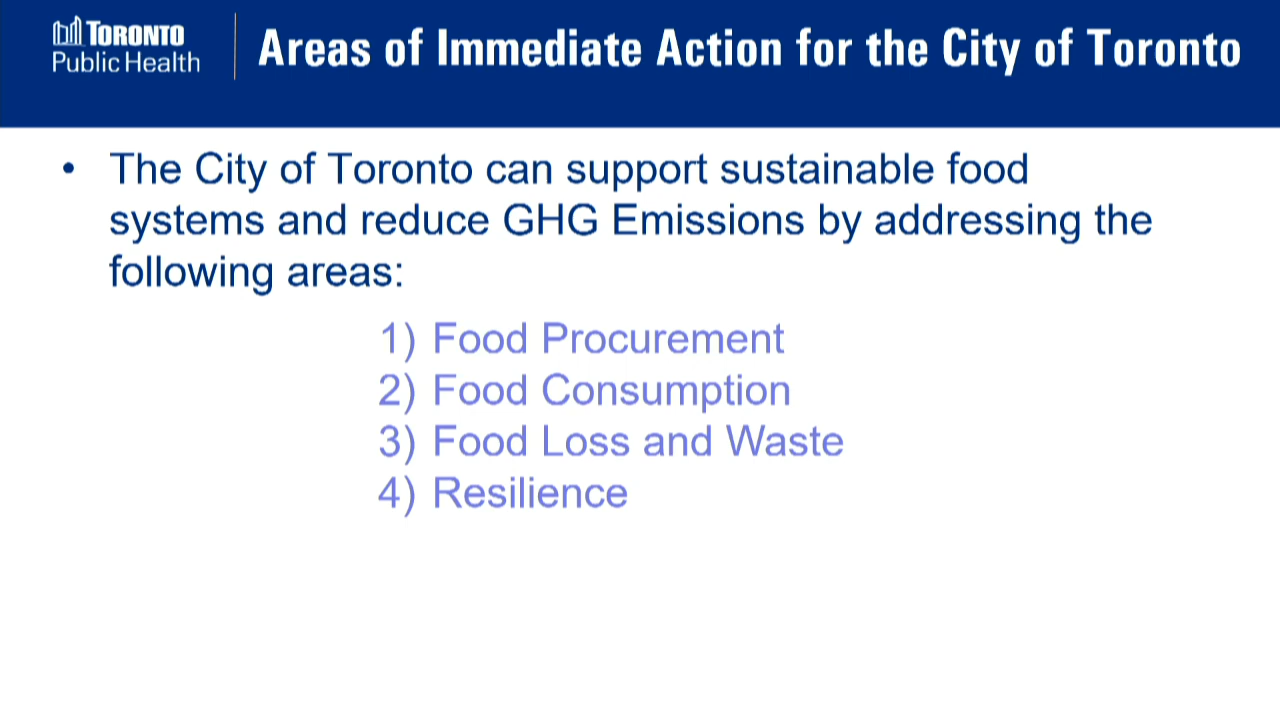 TORONTO
Public Health
Areas of Immediate Action for the City of Toronto
• The City of Toronto can support sustainable food
systems and reduce GHG Emissions by addressing the
following areas:
1) Food Procurement
2) Food Consumption
3) Food Loss and Waste
4) Resilience